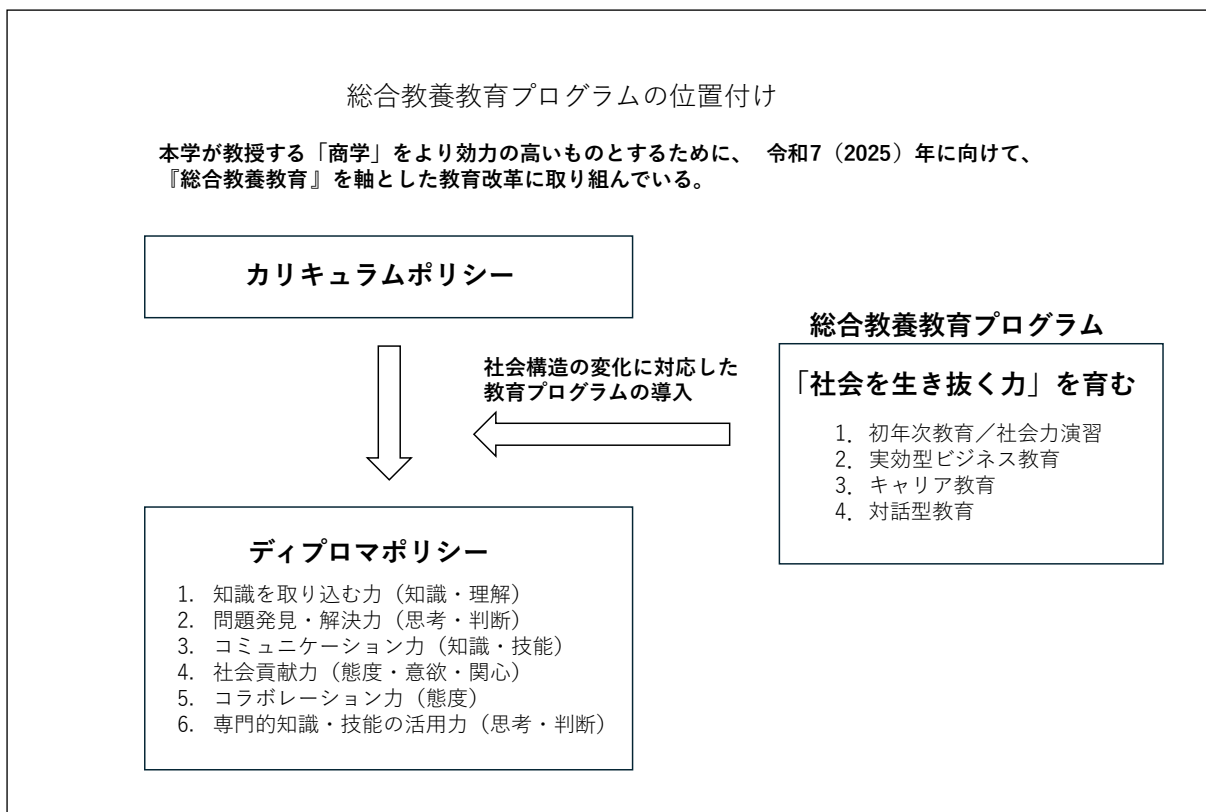 総合教養教育プログラムの位置付け
本学が教授する「商学」をより効力の高いものとするために、 令和7（2025）年に向けて、
『総合教養教育』を軸とした教育改革に取り組んでいる。
カリキュラムポリシー
社会構造の変化に対応した
教育プログラムの導入
総合教養教育プログラム
「社会を生き抜く力」を育む
1. 初年次教育／社会力演習
2. 実効型ビジネス教育
3. キャリア教育
4. 対話型教育
ディプロマポリシー
1. 知識を取り込む力（知識・理解）
2. 問題発見・解決力（思考・判断）
3. コミュニケーション力（知識・技能）
4. 社会貢献力（態度・意欲・関心）
5. コラボレーション力（態度）
6. 専門的知識・技能の活用力（思考・判断）